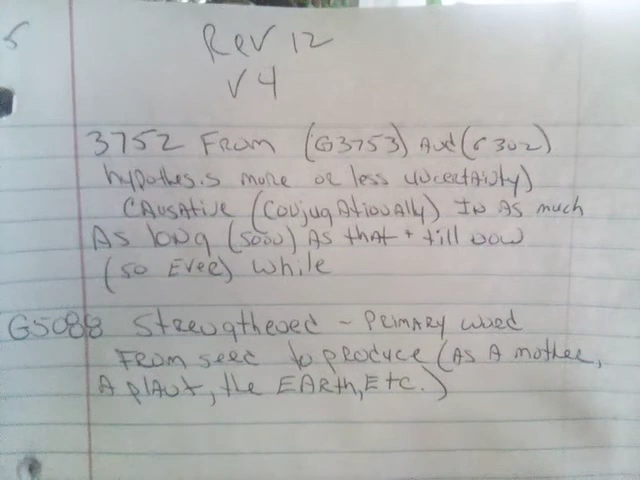 Rev 12
v 4
3752 From (G3753) And (G302)
hypothesis more or less uncertainty)
CAusAtive (Conjugationally) In As much
As long (soon) As that + till now
(so Ever) while
G5088 Strengthened - PRIMARY word
From seed to produce (As A mother,
A plant, the EARth, Etc.)